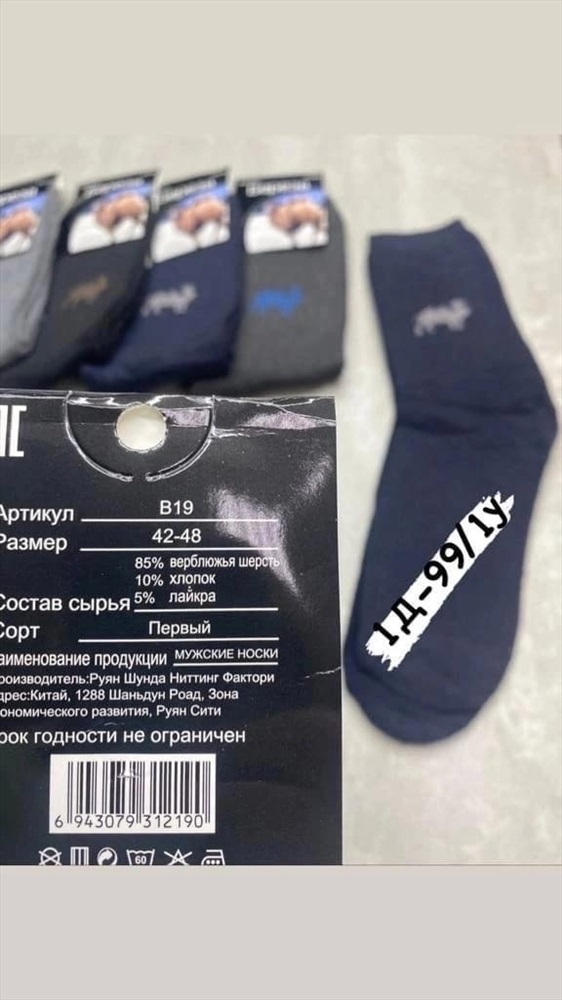 Артикул B19
Размер 42-48
85% верблюжья шерсть
10% хлопок
Состав сырья 5% лайкра
Сорт Первый
аименование продукции МУЖСКИЕ НОСКИ
роизводитель:Руян Шунда Ниттинг Фактори
дрес:Китай, 1288 Шаньдун Роад, Зона
ономического развития, Руян Сити
рок годности не ограничен
6 943079 312190
60
1Д-99/1У